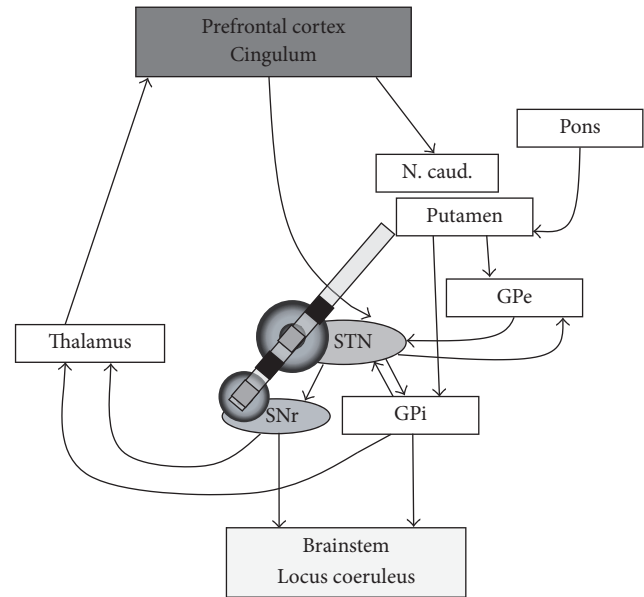 Prefrontal cortex
Cingulum
Pons
N. caud.
Putamen
GPe
Thalamus
STN
SNr
GPi
Brainstem
Locus coeruleus